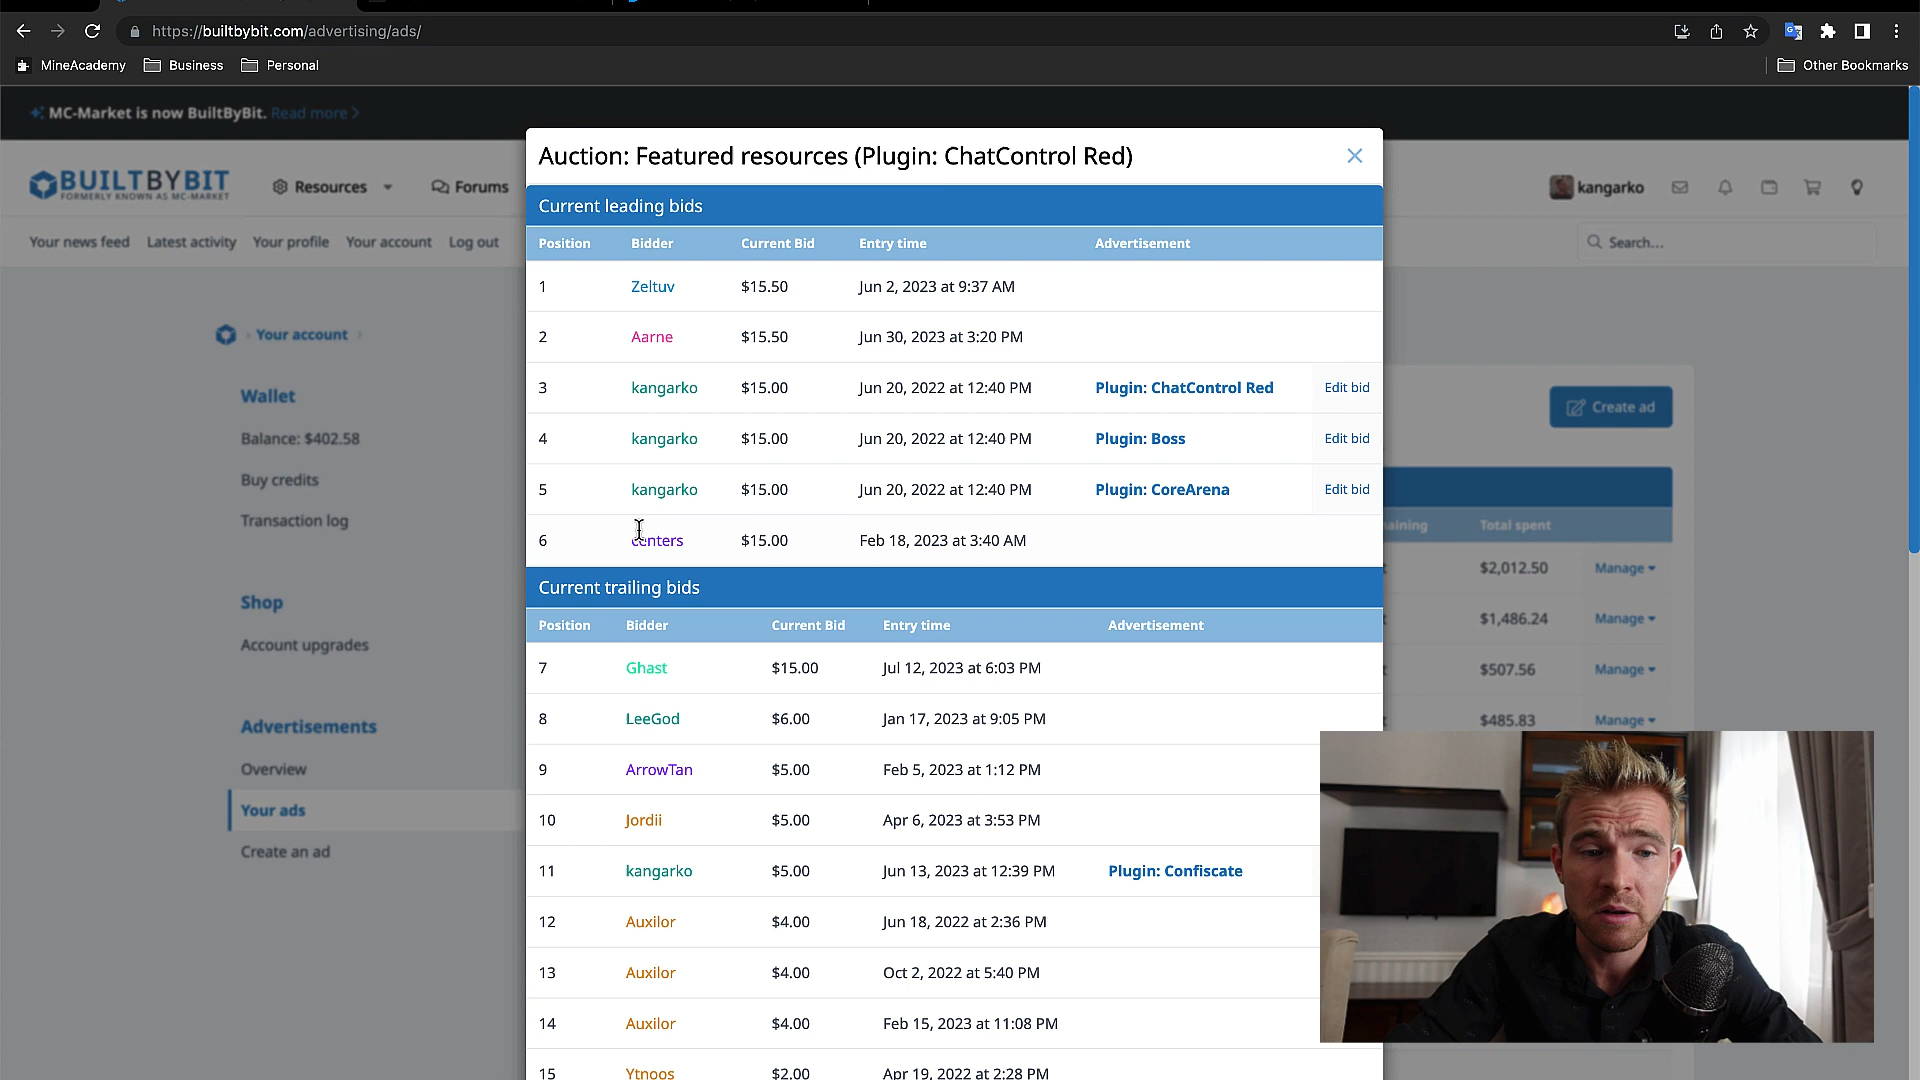 https://builtbybit.com/advertising/ads/
MineAcademy Business Personal Other Bookmarks
MC-Market is now BuiltByBit. Read more
Auction: Featured resources (Plugin: ChatControl Red)
BUILTBYBIT
FORMERLY KNOWN AS MC-MARKET
Resources Forums kangarko
Your news feed Latest activity Your profile Your account Log out Search...
Current leading bids
Position Bidder Current Bid Entry time Advertisement
1 Zeltuv $15.50 Jun 2, 2023 at 9:37 AM
2 Aarne $15.50 Jun 30, 2023 at 3:20 PM
3 kangarko $15.00 Jun 20, 2022 at 12:40 PM Plugin: ChatControl Red Edit bid
4 kangarko $15.00 Jun 20, 2022 at 12:40 PM Plugin: Boss Edit bid
5 kangarko $15.00 Jun 20, 2022 at 12:40 PM Plugin: CoreArena Edit bid
6 centers $15.00 Feb 18, 2023 at 3:40 AM
Current trailing bids
Position Bidder Current Bid Entry time Advertisement
7 Ghast $15.00 Jul 12, 2023 at 6:03 PM
8 LeeGod $6.00 Jan 17, 2023 at 9:05 PM
9 ArrowTan $5.00 Feb 5, 2023 at 1:12 PM
10 Jordii $5.00 Apr 6, 2023 at 3:53 PM
11 kangarko $5.00 Jun 13, 2023 at 12:39 PM Plugin: Confiscate
12 Auxilor $4.00 Jun 18, 2022 at 2:36 PM
13 Auxilor $4.00 Oct 2, 2022 at 5:40 PM
14 Auxilor $4.00 Feb 15, 2023 at 11:08 PM
15 Ytnoos $2.00 Apr 19, 2022 at 2:28 PM
Your account
Wallet
Balance: $402.58
Buy credits
Transaction log
Shop
Account upgrades
Advertisements
Overview
Your ads
Create an ad
Create ad
Total spent
$2,012.50 Manage
$1,486.24 Manage
$507.56 Manage
$485.83 Manage